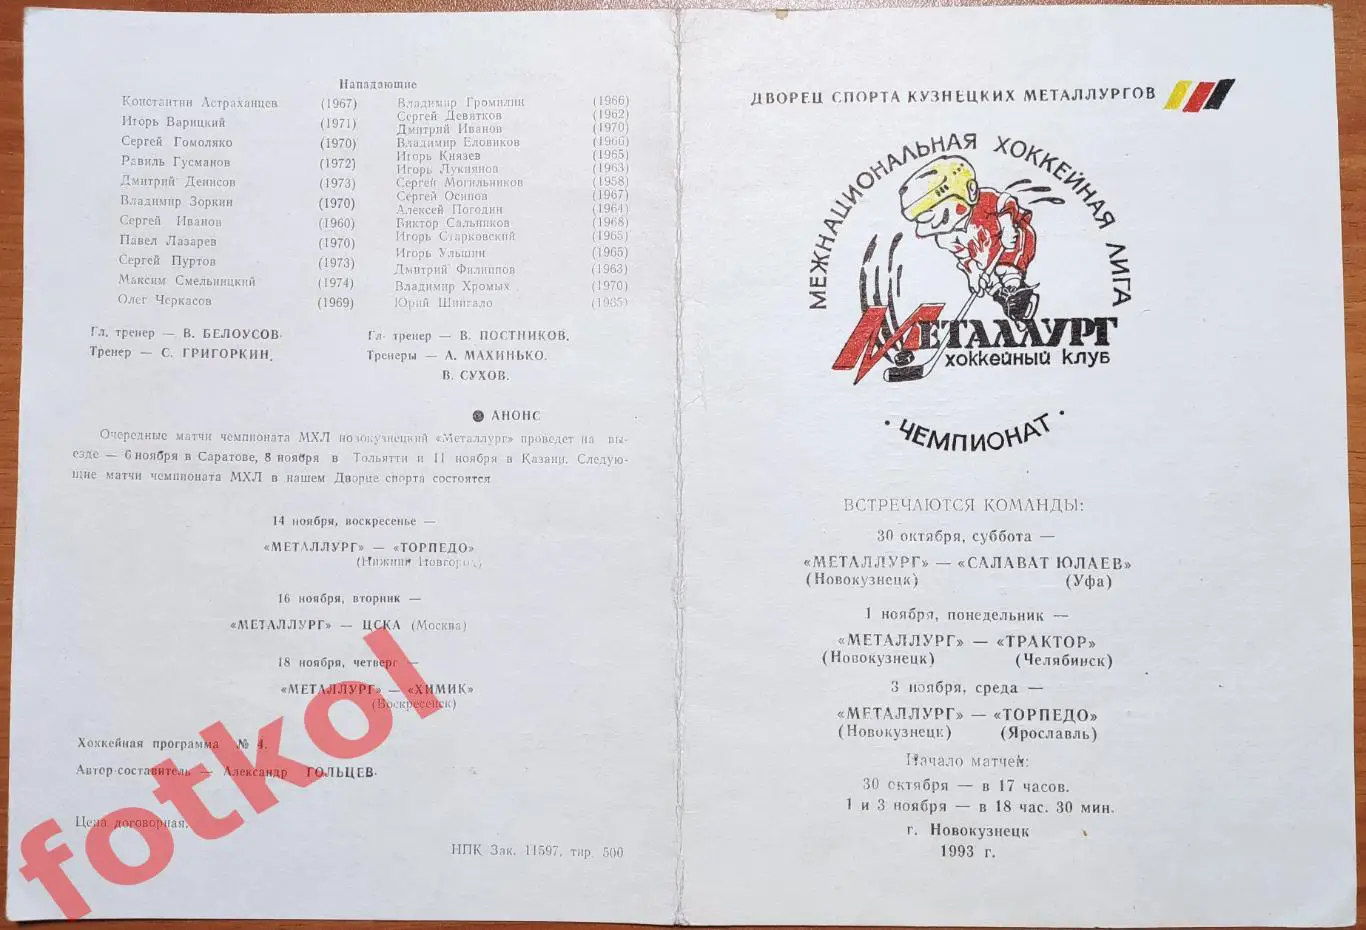 Нападающие
Константин Астраханцев (1967)
Игорь Варицкий (1971)
Сергей Гомоляко (1970)
Равиль Гусманов (1972)
Дмитрий Денисов (1973)
Владимир Зоркин (1970)
Сергей Иванов (1960)
Павел Лазарев (1970)
Сергей Пуртов (1973)
Максим Смельницкий (1974)
Олег Черкасов (1969)
Владимир Громилин (1966)
Сергей Девятков (1962)
Дмитрий Иванов (1970)
Владимир Еловиков (1966)
Игорь Князев (1965)
Игорь Лукиянов (1963)
Сергей Могильников (1958)
Сергей Осипов (1967)
Алексей Погодин (1964)
Виктор Сальников (1968)
Игорь Старковский (1965)
Игорь Ульшин (1965)
Дмитрий Филиппов (1963)
Владимир Хромых (1970)
Юрий Шпигало (1965)
Гл. тренер — В. БЕЛОУСОВ.
Тренер — С. ГРИГОРКИН.
Гл. тренер — В. ПОСТНИКОВ.
Тренеры — А. МАХИНЬКО.
В. СУХОВ.
АНОНС
Очередные матчи чемпионата МХЛ новокузнецкий «Металлург» проведет на вы-
езде — 6 ноября в Саратове, 8 ноября в Тольятти и 11 ноября в Казани. Следую-
щие матчи чемпионата МХЛ в нашем Дворце спорта состоятся
14 ноября, воскресенье —
«МЕТАЛЛУРГ» — «ТОРПЕДО»
(Нижний Новгород)
16 ноября, вторник —
«МЕТАЛЛУРГ» — ЦСКА (Москва)
18 ноября, четверг —
«МЕТАЛЛУРГ» — «ХИМИК»
(Воскресенск)
Хоккейная программа № 4.
Автор-составитель — Александр ГОЛЬЦЕВ.
Цена договорная.
НПК Зак. 11597, тир. 500
fotkol
ДВОРЕЦ СПОРТА КУЗНЕЦКИХ МЕТАЛЛУРГОВ
МЕЖНАЦИОНАЛЬНАЯ ХОККЕЙНАЯ ЛИГА
МЕТАЛЛУРГ
ХОККЕЙНЫЙ КЛУБ
· ЧЕМПИОНАТ ·
ВСТРЕЧАЮТСЯ КОМАНДЫ:
30 октября, суббота —
«МЕТАЛЛУРГ» — «САЛАВАТ ЮЛАЕВ»
(Новокузнецк) (Уфа)
1 ноября, понедельник —
«МЕТАЛЛУРГ» — «ТРАКТОР»
(Новокузнецк) (Челябинск)
3 ноября, среда —
«МЕТАЛЛУРГ» — «ТОРПЕДО»
(Новокузнецк) (Ярославль)
Начало матчей:
30 октября — в 17 часов.
1 и 3 ноября — в 18 час. 30 мин.
г. Новокузнецк
1993 г.